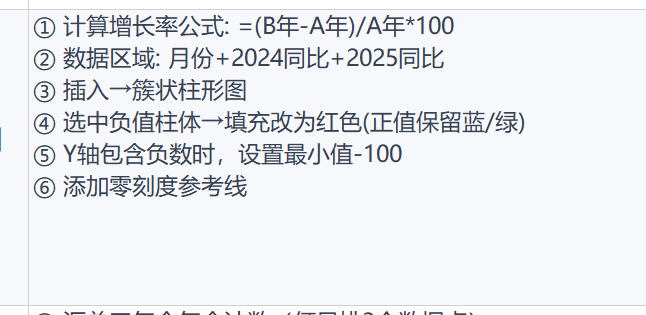 ① 计算增长率公式: =(B年-A年)/A年*100
② 数据区域: 月份+2024同比+2025同比
③ 插入→簇状柱形图
④ 选中负值柱体→填充改为红色(正值保留蓝/绿)
⑤ Y轴包含负数时，设置最小值-100
⑥ 添加零刻度参考线